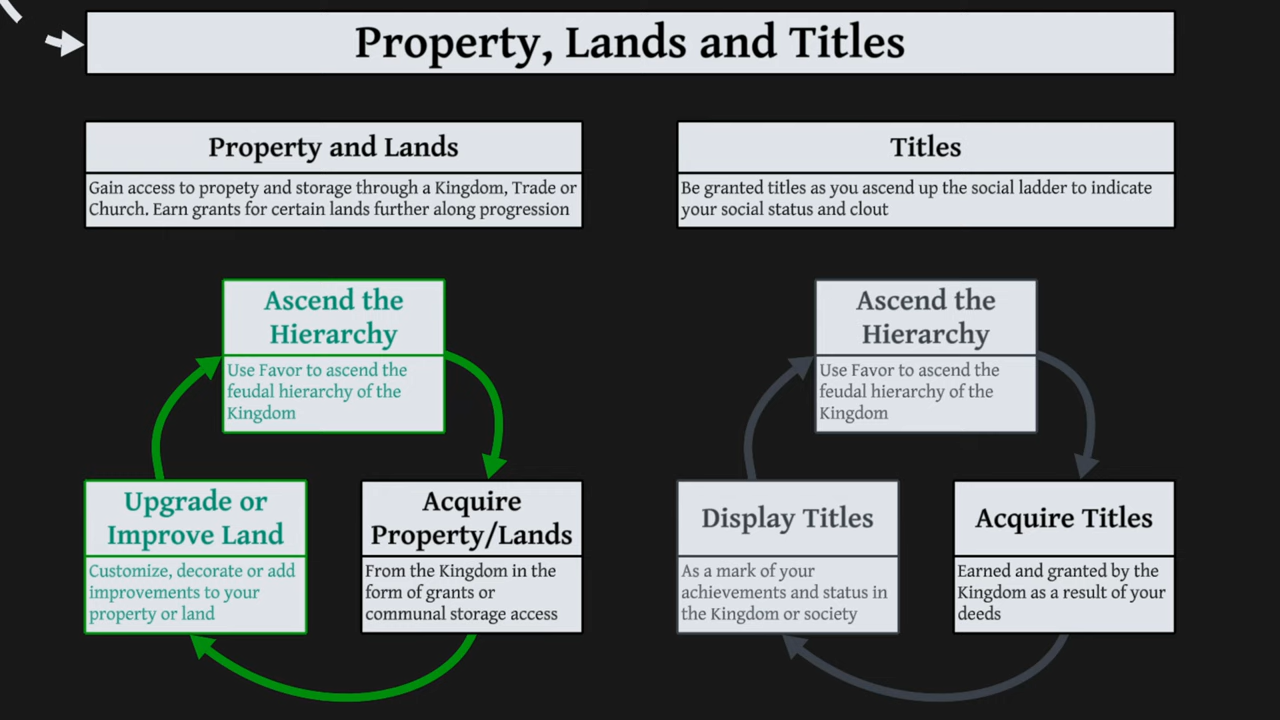 Property, Lands and Titles
Property and Lands
Gain access to propety and storage through a Kingdom, Trade or
Church. Earn grants for certain lands further along progression
Titles
Be granted titles as you ascend up the social ladder to indicate
your social status and clout
Ascend the
Hierarchy
Use Favor to ascend the
feudal hierarchy of the
Kingdom
Upgrade or
Improve Land
Customize, decorate or add
improvements to your
property or land
Acquire
Property/Lands
From the Kingdom in the
form of grants or
communal storage access
Ascend the
Hierarchy
Use Favor to ascend the
feudal hierarchy of the
Kingdom
Display Titles
As a mark of your
achievements and status in
the Kingdom or society
Acquire Titles
Earned and granted by the
Kingdom as a result of your
deeds